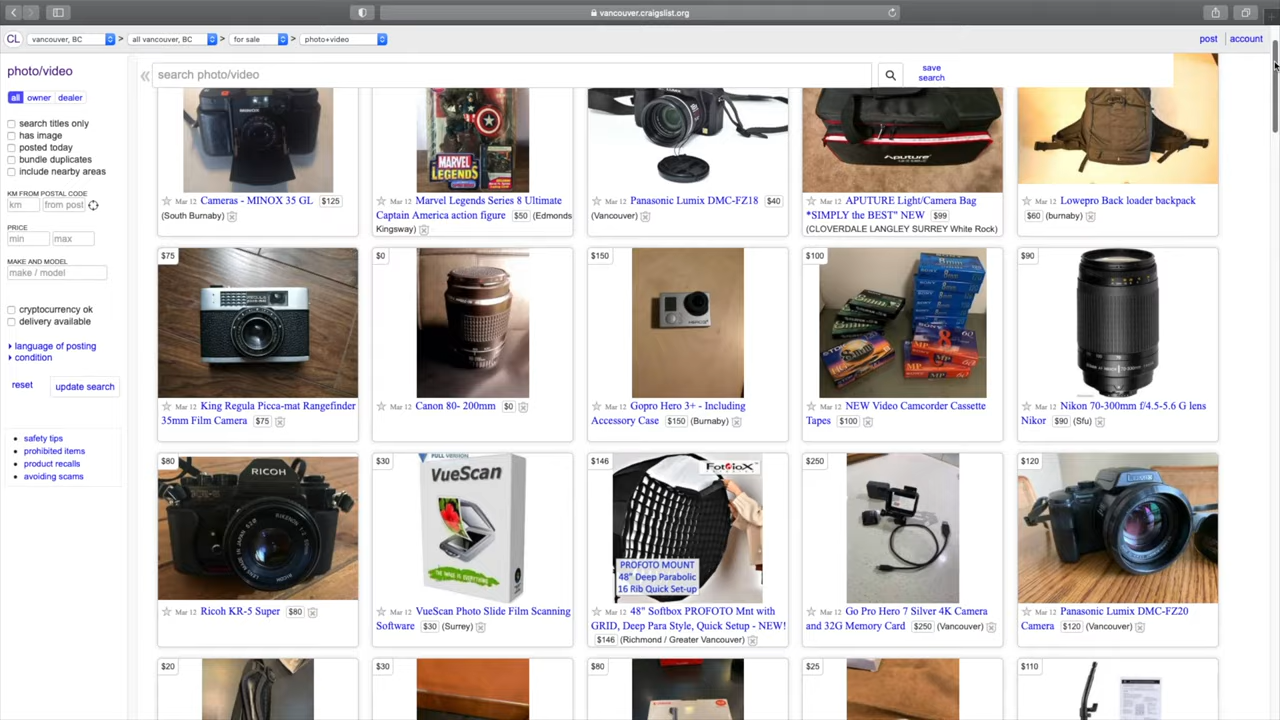 vancouver.craigslist.org
CL vancouver, BC > all vancouver, BC > for sale > photo+video post account
photo/video
search photo/video
save
search
all owner dealer
search titles only
has image
posted today
bundle duplicates
include nearby areas
KM FROM POSTAL CODE
km from post
PRICE
min max
MAKE AND MODEL
make / model
cryptocurrency ok
delivery available
language of posting
condition
reset update search
safety tips
prohibited items
product recalls
avoiding scams
Mar 12 Cameras - MINOX 35 GL $125
(South Burnaby)
MARVEL
LEGENDS
Mar 12 Marvel Legends Series 8 Ultimate
Captain America action figure $50 (Edmonds
Kingsway)
LUMIX
Mar 12 Panasonic Lumix DMC-FZ18 $40
(Vancouver)
Aputure
Mar 12 APUTURE Light/Camera Bag
*SIMPLY the BEST" NEW $99
(CLOVERDALE LANGLEY SURREY White Rock)
Mar 12 Lowepro Back loader backpack
$60 (burnaby)
$75
Mar 12 King Regula Picca-mat Rangefinder
35mm Film Camera $75
$0
Mar 12 Canon 80- 200mm $0
$150
Mar 12 Gopro Hero 3+ - Including
Accessory Case $150 (Burnaby)
$100
Mar 12 NEW Video Camcorder Cassette
Tapes $100
$90
Mar 12 Nikon 70-300mm f/4.5-5.6 G lens
Nikor $90 (Sfu)
$80
RICOH
Mar 12 Ricoh KR-5 Super $80
$30
FULL VERSION
VueScan
Mar 12 VueScan Photo Slide Film Scanning
Software $30 (Surrey)
$146
FotodioX
PROFOTO MOUNT
48" Deep Parabolic
16 Rib Quick Set-up
Mar 12 48" Softbox PROFOTO Mnt with
GRID, Deep Para Style, Quick Setup - NEW!
$146 (Richmond / Greater Vancouver)
$250
Mar 12 Go Pro Hero 7 Silver 4K Camera
and 32G Memory Card $250 (Vancouver)
$120
LUMIX
Mar 12 Panasonic Lumix DMC-FZ20
Camera $120 (Vancouver)
$20
$30
$80
$25
$110